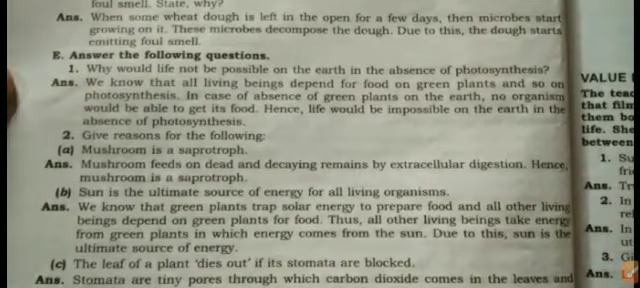 foul smell. State, why?
Ans. When some wheat dough is left in the open for a few days, then microbes start
growing on it. These microbes decompose the dough. Due to this, the dough starts
emitting foul smell.
E. Answer the following questions.
1. Why would life not be possible on the earth in the absence of photosynthesis?
Ans. We know that all living beings depend for food on green plants and so on
photosynthesis. In case of absence of green plants on the earth, no organism
would be able to get its food. Hence, life would be impossible on the earth in the
absence of photosynthesis.
2. Give reasons for the following:
(a) Mushroom is a saprotroph.
Ans. Mushroom feeds on dead and decaying remains by extracellular digestion. Hence,
mushroom is a saprotroph.
(b) Sun is the ultimate source of energy for all living organisms.
Ans. We know that green plants trap solar energy to prepare food and all other living
beings depend on green plants for food. Thus, all other living beings take energy
from green plants in which energy comes from the sun. Due to this, sun is the
ultimate source of energy.
(c) The leaf of a plant 'dies out' if its stomata are blocked.
Ans. Stomata are tiny pores through which carbon dioxide comes in the leaves and
VALUE
The
that film
them
life.
between
1.
Ans.
2. In
Ans. In
3.
Ans.